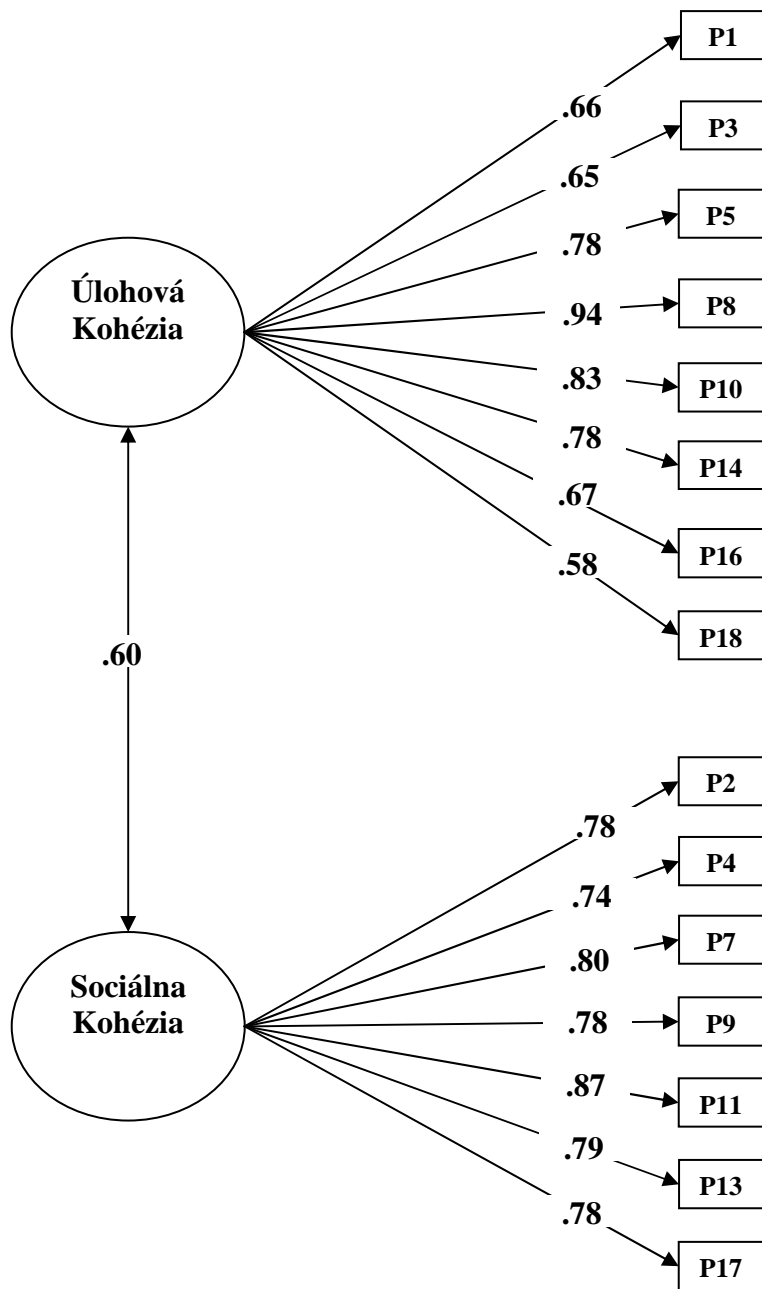 P1
.66
P3
.65
P5
.78
Úlohová
Kohézia
P8
.94
P10
.83
P14
.78
P16
.67
P18
.58
.60
P2
.78
P4
.74
P7
.80
Sociálna
Kohézia
P9
.78
P11
.87
P13
.79
P17
.78